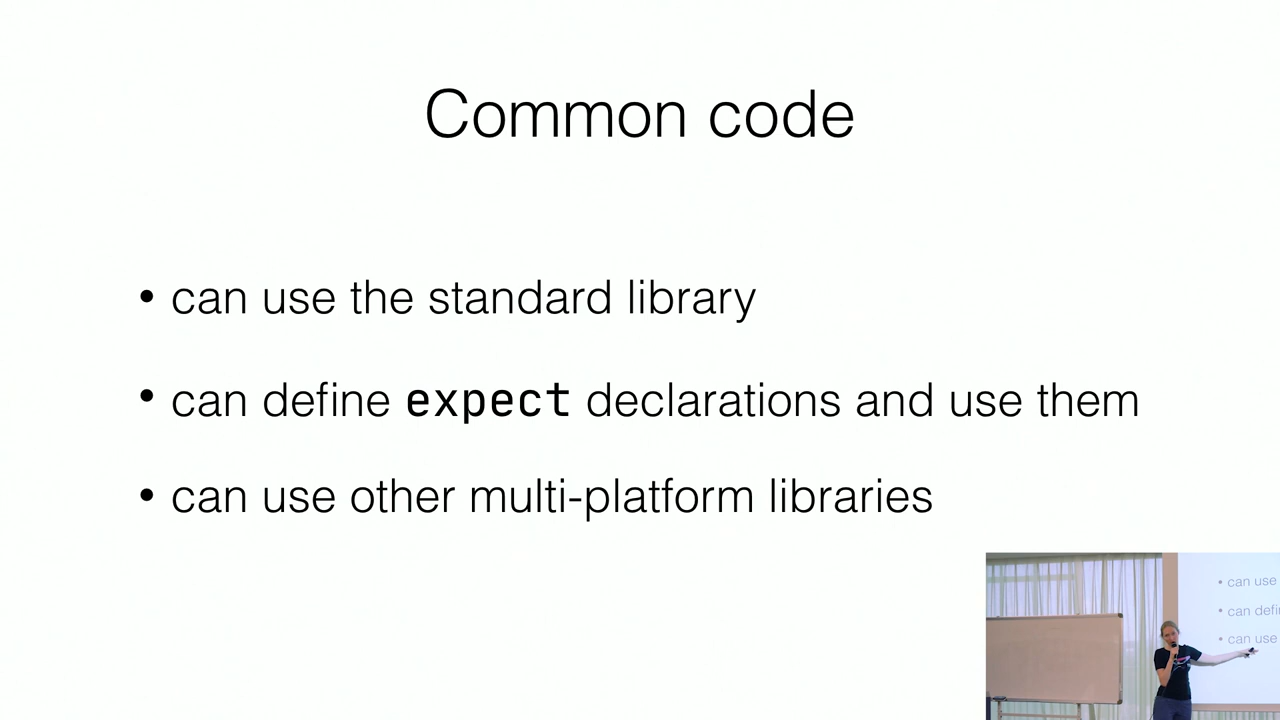 Common code
• can use the standard library
• can define expect declarations and use them
• can use other multi-platform libraries
• can use
• can defi
• can use